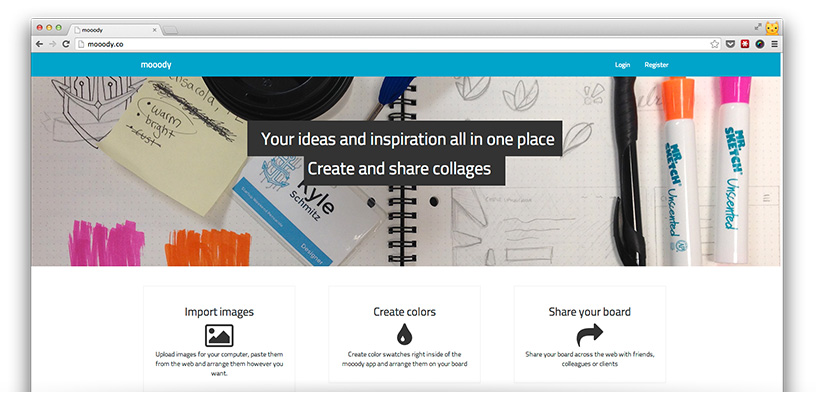 mooody
mooody.co
mooody
Login
Register
warm
bright
Your ideas and inspiration all in one place
Create and share collages
Kyle
schmitz
Designer
MR.
SKETCH
Unscented
MR.
SKETCH
Unscented
Import images
Upload images for your computer, paste them
from the web and arrange them however you
want.
Create colors
Create color swatches right inside of the
mooody app and arrange them on your board
Share your board
Share your board across the web with friends,
colleagues or clients